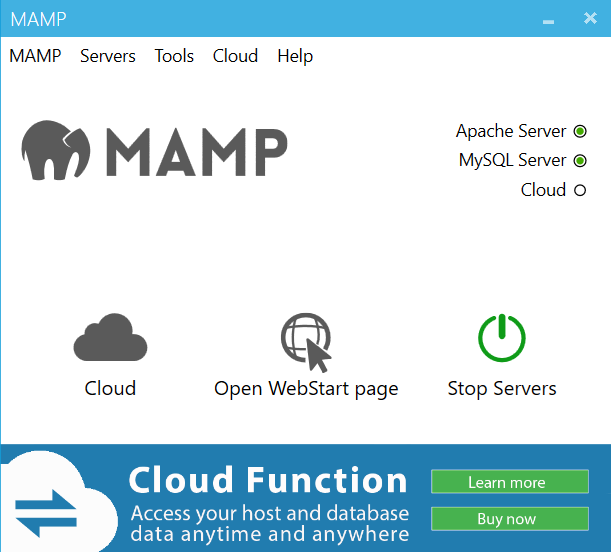 MAMP
MAMP Servers Tools Cloud Help
MAMP
Apache Server
MySQL Server
Cloud
Cloud
Open WebStart page
Stop Servers
Cloud Function
Access your host and database
data anytime and anywhere
Learn more
Buy now